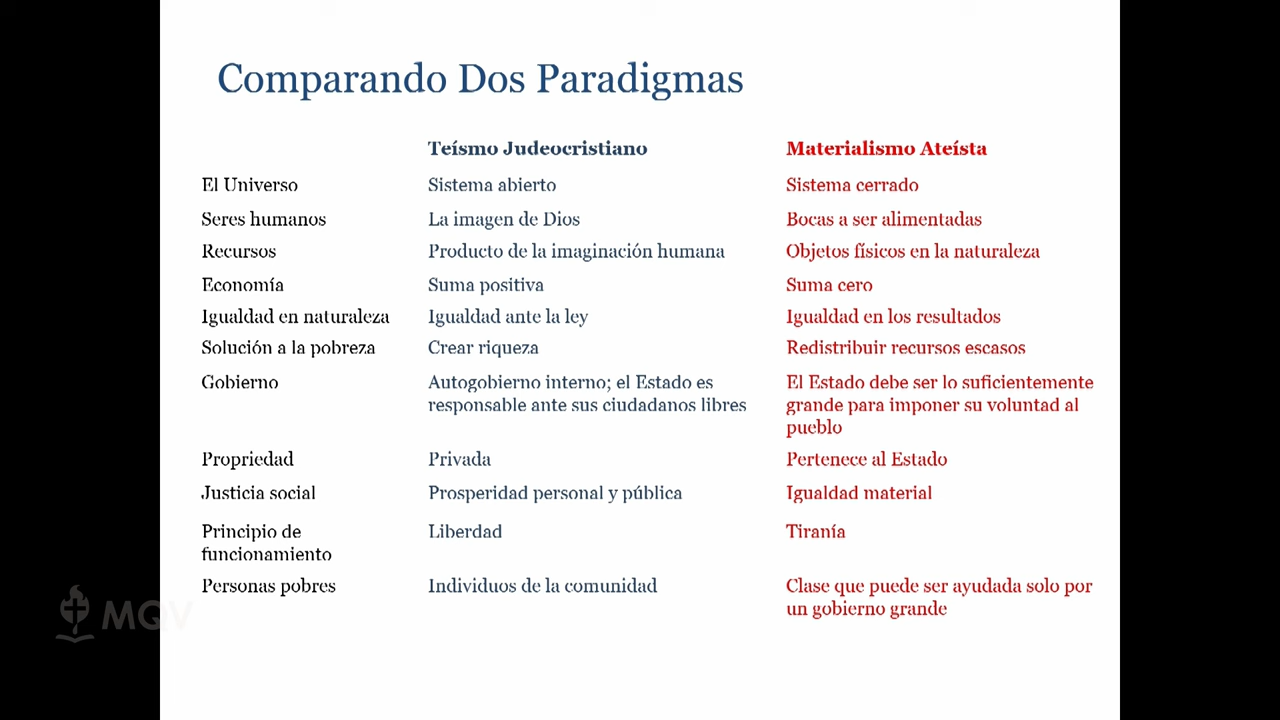 Comparando Dos Paradigmas
Teísmo Judeocristiano Materialismo Ateísta
El Universo Sistema abierto Sistema cerrado
Seres humanos La imagen de Dios Bocas a ser alimentadas
Recursos Producto de la imaginación humana Objetos físicos en la naturaleza
Economía Suma positiva Suma cero
Igualdad en naturaleza Igualdad ante la ley Igualdad en los resultados
Solución a la pobreza Crear riqueza Redistribuir recursos escasos
Gobierno Autogobierno interno; el Estado es El Estado debe ser lo suficientemente
responsable ante sus ciudadanos libres grande para imponer su voluntad al
pueblo
Propriedad Privada Pertenece al Estado
Justicia social Prosperidad personal y pública Igualdad material
Principio de Liberdad Tiranía
funcionamiento
Personas pobres Individuos de la comunidad Clase que puede ser ayudada solo por
un gobierno grande
MQV